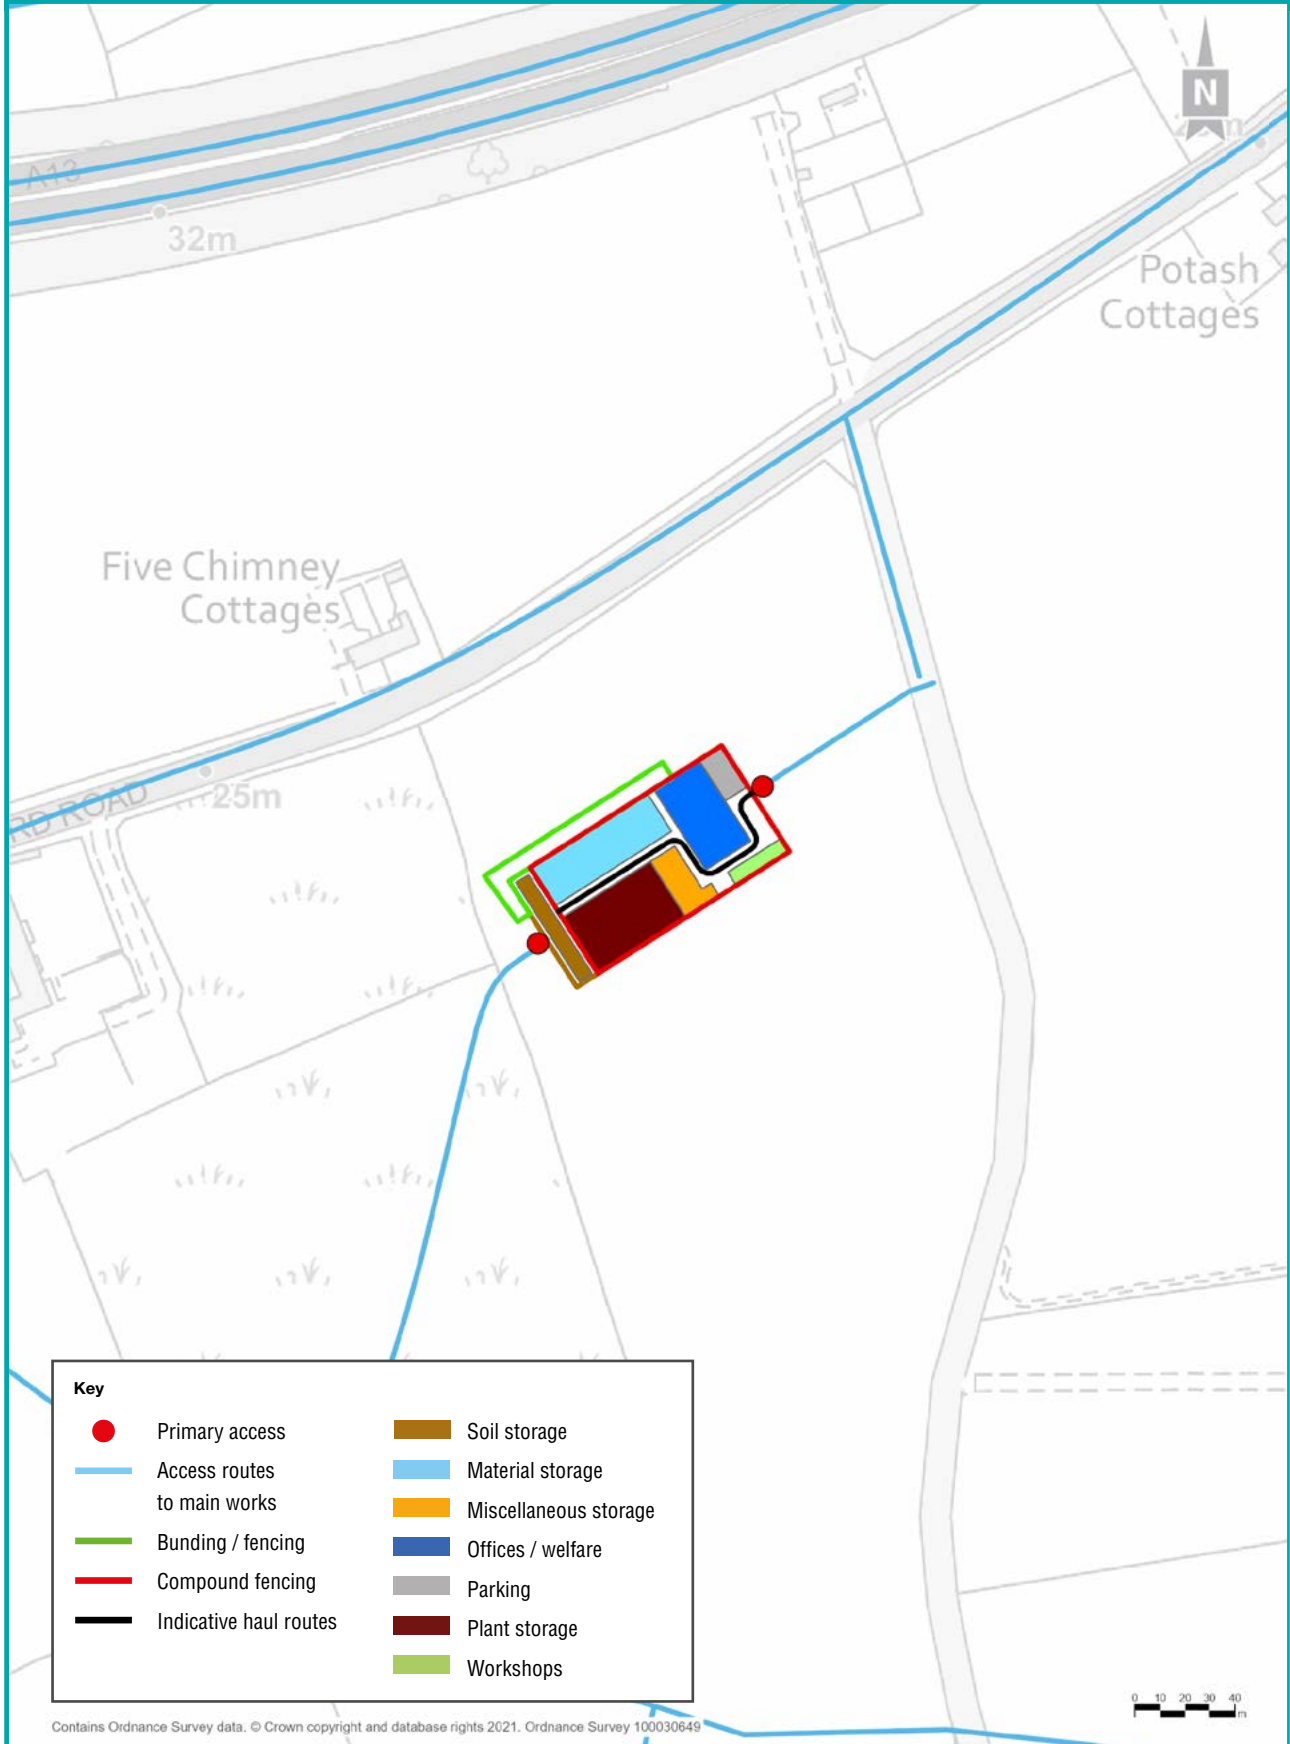 N
A13
32m
Potash
Cottages
Five Chimney
Cottages
25m
RD ROAD
Key
Primary access
Access routes
to main works
Bunding / fencing
Compound fencing
Indicative haul routes
Soil storage
Material storage
Miscellaneous storage
Offices / welfare
Parking
Plant storage
Workshops
0 10 20 30 40
m
Contains Ordnance Survey data. © Crown copyright and database rights 2021. Ordnance Survey 100030649